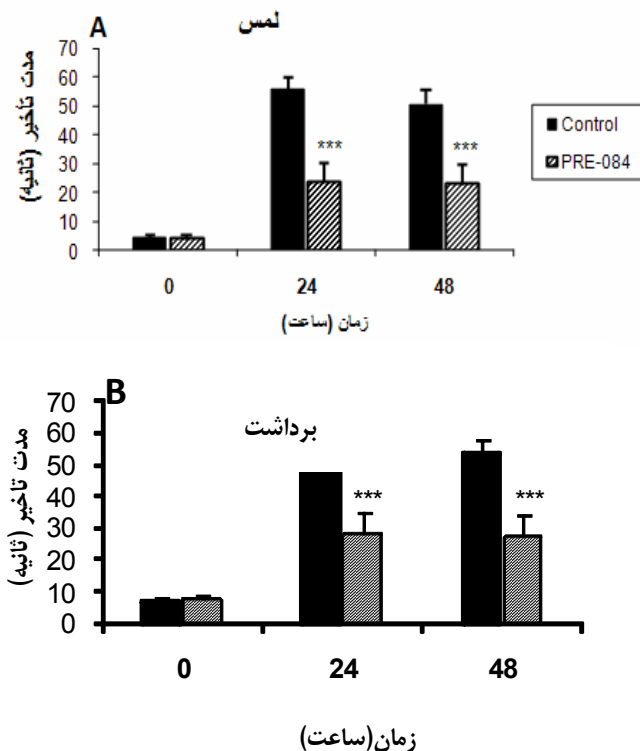 A
لمس
70
60
50
40
30
20
10
0
مدت تأخیر (ثانیه)
***
***
0 24 48
زمان (ساعت)
Control
PRE-084
B
برداشت
70
60
50
40
30
20
10
0
مدت تاخیر (ثانیه)
***
***
0 24 48
زمان(ساعت)